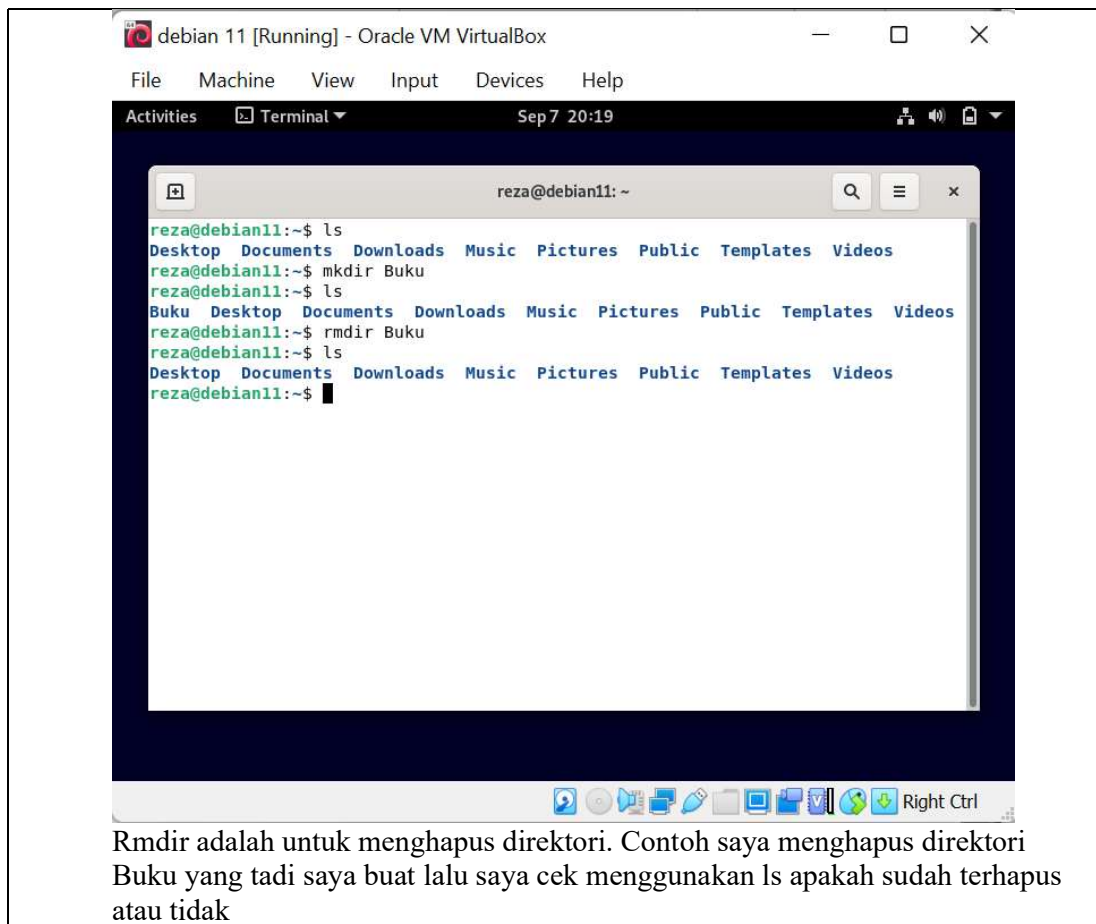 debian 11 [Running] - Oracle VM VirtualBox
File Machine View Input Devices Help
Activities Terminal Sep 7 20:19
reza@debian11: ~
reza@debian11:~$ ls
Desktop Documents Downloads Music Pictures Public Templates Videos
reza@debian11:~$ mkdir Buku
reza@debian11:~$ ls
Buku Desktop Documents Downloads Music Pictures Public Templates Videos
reza@debian11:~$ rmdir Buku
reza@debian11:~$ ls
Desktop Documents Downloads Music Pictures Public Templates Videos
reza@debian11:~$
Right Ctrl
Rmdir adalah untuk menghapus direktori. Contoh saya menghapus direktori
Buku yang tadi saya buat lalu saya cek menggunakan ls apakah sudah terhapus
atau tidak